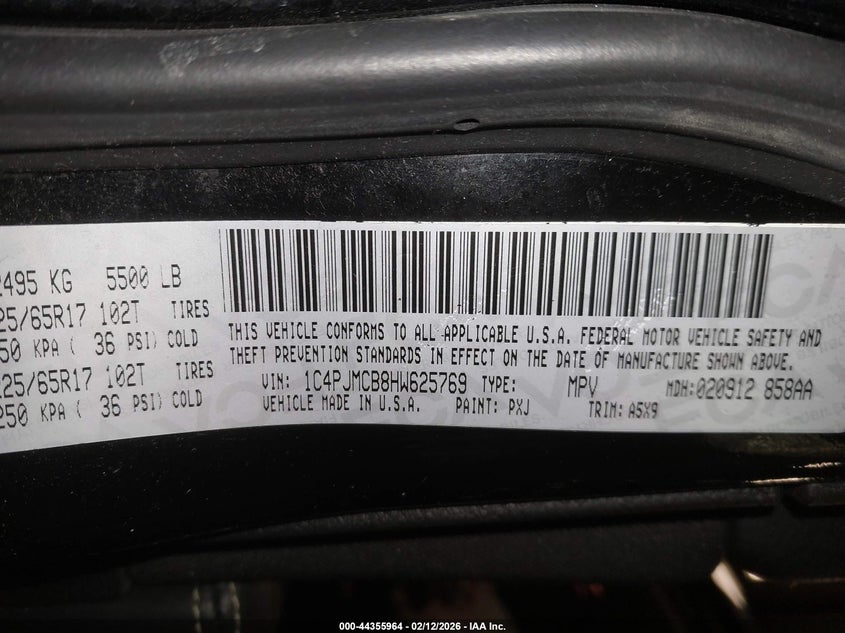 2495 KG 5500 LB
25/65R17 102T TIRES
50 KPA ( 36 PSI) COLD
225/65R17 102T TIRES
250 KPA ( 36 PSI) COLD
THIS VEHICLE CONFORMS TO ALL APPLICABLE U.S.A. FEDERAL MOTOR VEHICLE SAFETY AND
THEFT PREVENTION STANDARDS IN EFFECT ON THE DATE OF MANUFACTURE SHOWN ABOVE.
VIN: 1C4PJMCB8HW625769 TYPE: MPV MDH:020912 858AA
VEHICLE MADE IN U.S.A. PAINT: PXJ TRIM: A5X9
000-44355964 - 02/12/2026 - IAA Inc.